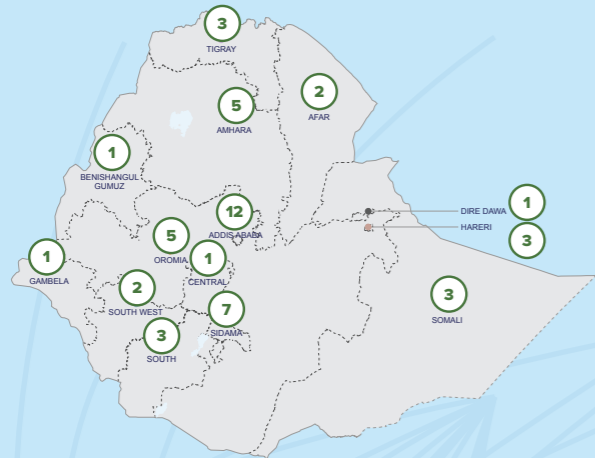 3
TIGRAY
2
AFAR
5
AMHARA
1
BENISHANGUL
GUMUZ
12
ADDIS ABABA
DIRE DAWA 1
HARERI 3
5
OROMIA
1
CENTRAL
1
GAMBELA
2
SOUTH WEST
3
SOMALI
7
SIDAMA
3
SOUTH